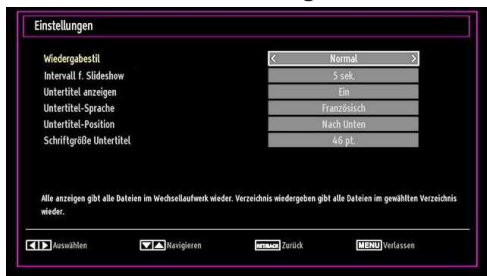 Einstellungen
Wiedergabestil < Normal >
Intervall f. Slideshow 5 sek.
Untertitel anzeigen Ein
Untertitel-Sprache Französisch
Untertitel-Position Nach Unten
Schriftgröße Untertitel 46 pt.
Alle anzeigen gibt alle Dateien im Wechsellaufwerk wieder. Verzeichnis wiedergeben gibt alle Dateien im gewählten Verzeichnis
wieder.
Auswählen Navigieren RET/BACK Zurück MENU Verlassen